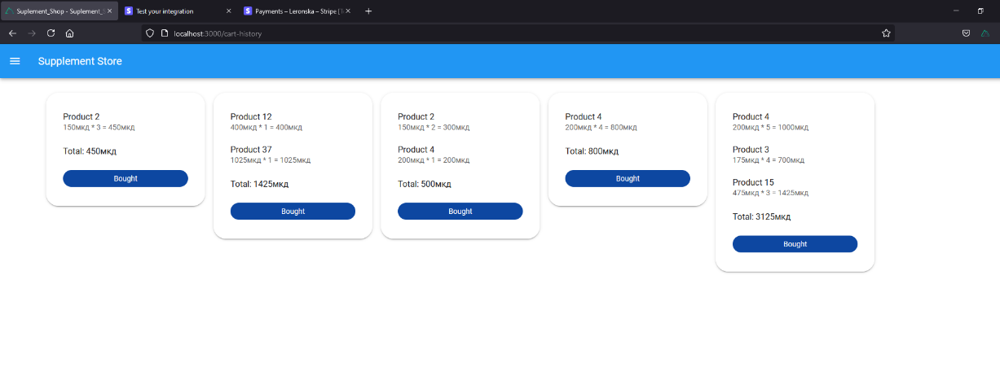 Suplement_Shop - Suplement_S
Test your integration
Payments – Leronska – Stripe [T
localhost:3000/cart-history
Supplement Store
Product 2
150мкд * 3 = 450мкд
Total: 450мкд
Bought
Product 12
400мкд * 1 = 400мкд
Product 37
1025мкд * 1 = 1025мкд
Total: 1425мкд
Bought
Product 2
150мкд * 2 = 300мкд
Product 4
200мкд * 1 = 200мкд
Total: 500мкд
Bought
Product 4
200мкд * 4 = 800мкд
Total: 800мкд
Bought
Product 4
200мкд * 5 = 1000мкд
Product 3
175мкд * 4 = 700мкд
Product 15
475мкд * 3 = 1425мкд
Total: 3125мкд
Bought